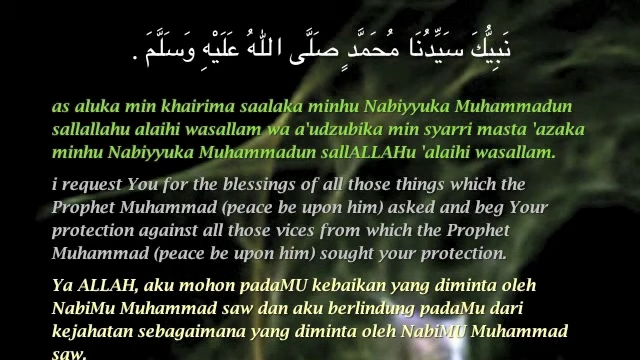 نَبِيُّكَ سَيِّدُنَا مُحَمَّدٍ صَلَّى اللهُ عَلَيْهِ وَسَلَّمَ .
as aluka min khairima saalaka minhu Nabiyyuka Muhammadun
sallallahu alaihi wasallam wa a'udzubika min syarri masta 'azaka
minhu Nabiyyuka Muhammadun sallALLAHu 'alaihi wasallam.
i request You for the blessings of all those things which the
Prophet Muhammad (peace be upon him) asked and beg Your
protection against all those vices from which the Prophet
Muhammad (peace be upon him) sought your protection.
Ya ALLAH, aku mohon padaMU kebaikan yang diminta oleh
NabiMu Muhammad saw dan aku berlindung padaMu dari
kejahatan sebagaimana yang diminta oleh NabiMU Muhammad
saw.